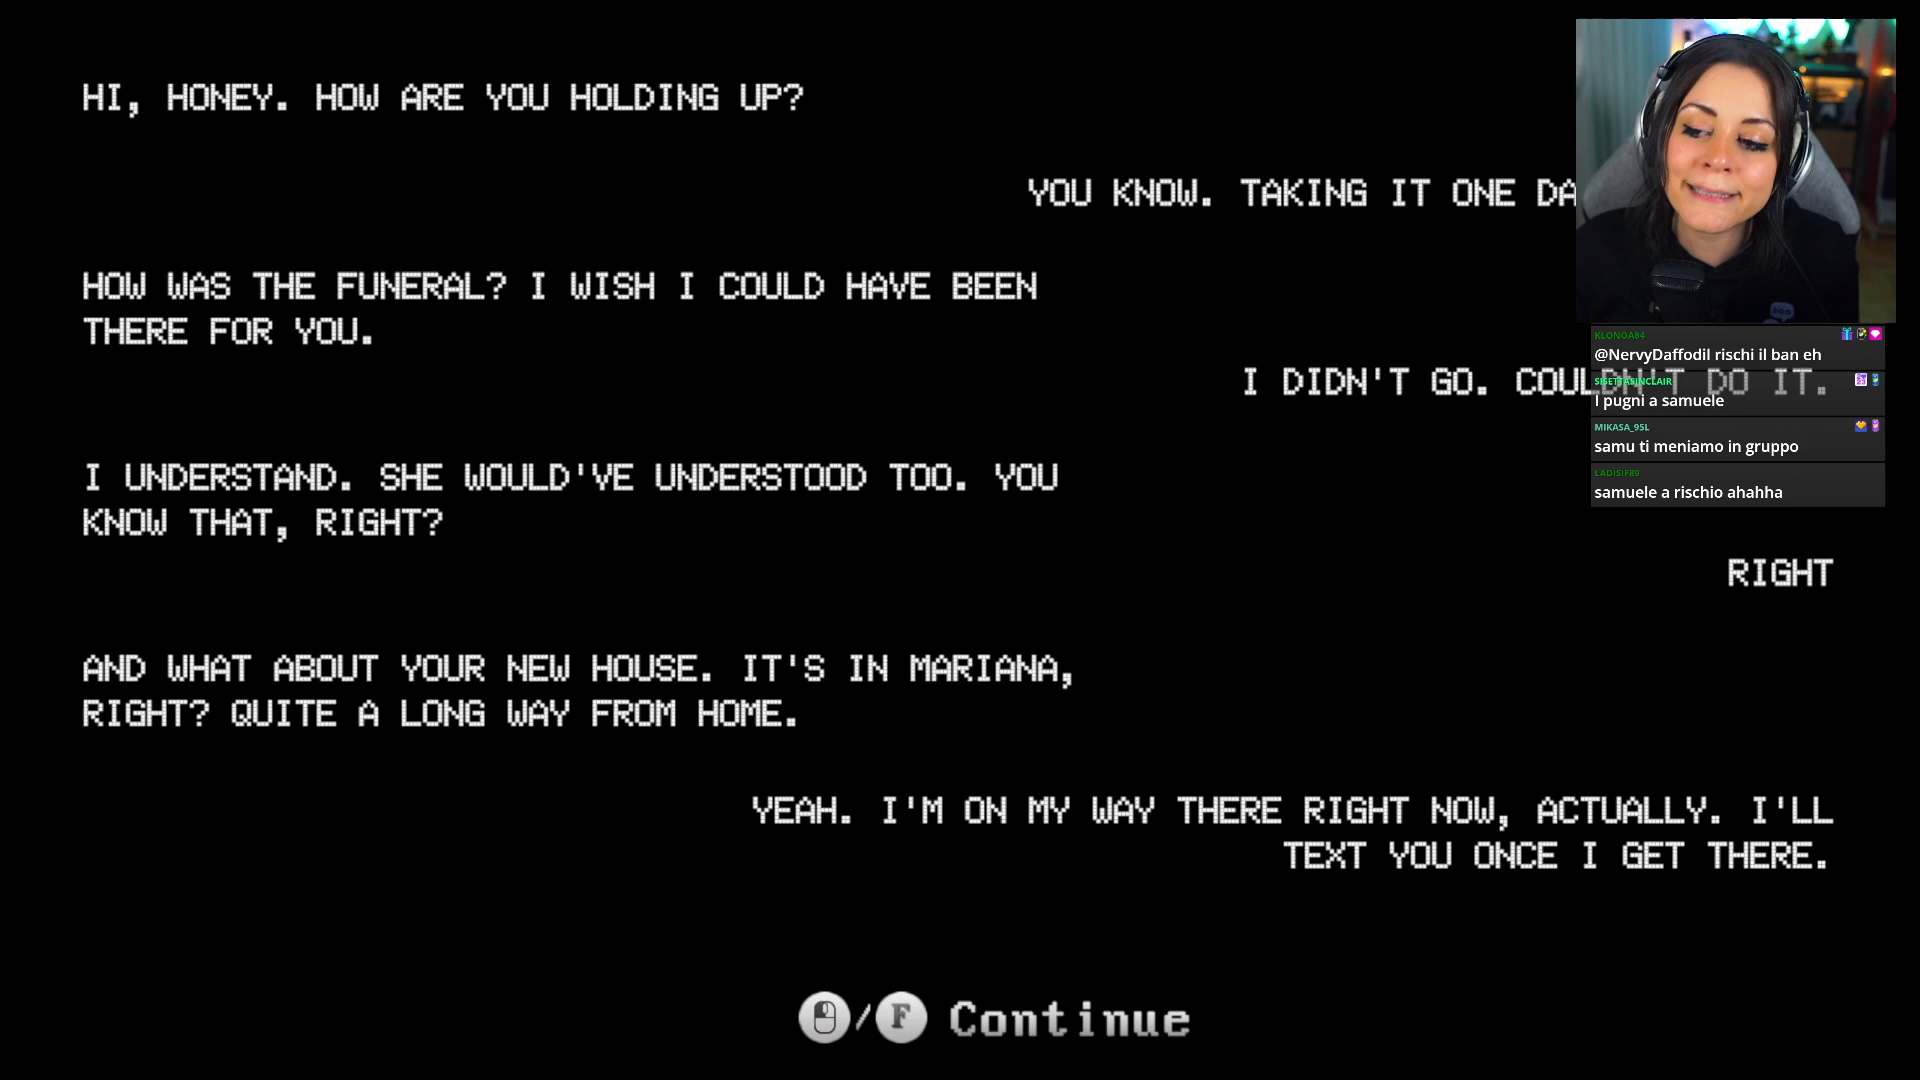 HI, HONEY. HOW ARE YOU HOLDING UP?
YOU KNOW. TAKING IT ONE
HOW WAS THE FUNERAL? I WISH I COULD HAVE BEEN
THERE FOR YOU.
I DIDN'T GO. COULDN'T DO IT.
I UNDERSTAND. SHE WOULD'VE UNDERSTOOD TOO. YOU
KNOW THAT, RIGHT?
RIGHT
AND WHAT ABOUT YOUR NEW HOUSE. IT'S IN MARIANA,
RIGHT? QUITE A LONG WAY FROM HOME.
YEAH. I'M ON MY WAY THERE RIGHT NOW, ACTUALLY. I'LL
TEXT YOU ONCE I GET THERE.
/ F Continue
KLONOA84
@NervyDaffodil rischi il ban eh
SISETTASINCLAIR
I pugni a samuele
MIKASA_95L
samu ti meniamo in gruppo
LADISIF89
samuele a rischio ahahha